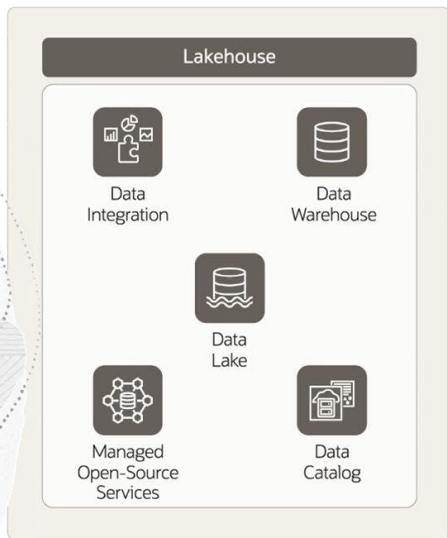 Lakehouse
Data
Integration
Data
Warehouse
Data
Lake
Managed
Open-Source
Services
Data
Catalog